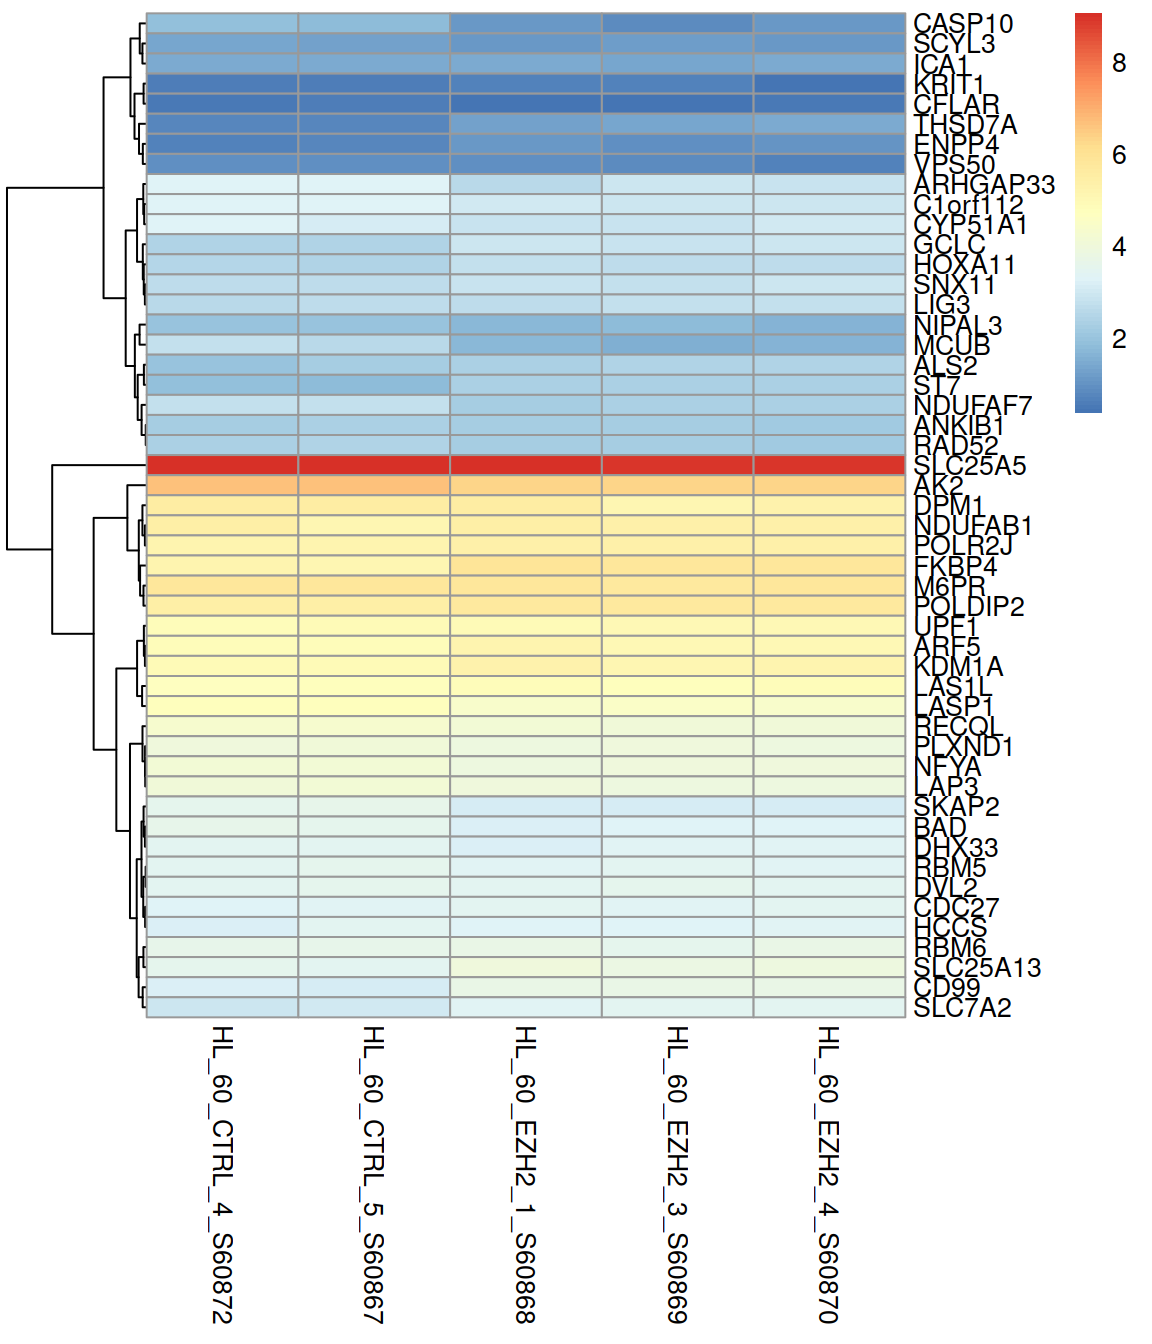 CASP10
SCYL3
ICA1
KRIT1
CFLAR
THSD7A
ENPP4
VPS50
ARHGAP33
C1orf112
CYP51A1
GCLC
HOXA11
SNX11
LIG3
NIPAL3
MCUB
ALS2
ST7
NDUFAF7
ANKIB1
RAD52
SLC25A5
AK2
DPM1
NDUFAB1
POLR2J
FKBP4
M6PR
POLDIP2
UPF1
ARF5
KDM1A
LAS1L
LASP1
RECQL
PLXND1
NFYA
LAP3
SKAP2
BAD
DHX33
RBM5
DVL2
CDC27
HCCS
RBM6
SLC25A13
CD99
SLC7A2
8
6
4
2
HL_60_CTRL_4_S60872
HL_60_CTRL_5_S60867
HL_60_EZH2_1_S60868
HL_60_EZH2_3_S60869
HL_60_EZH2_4_S60870